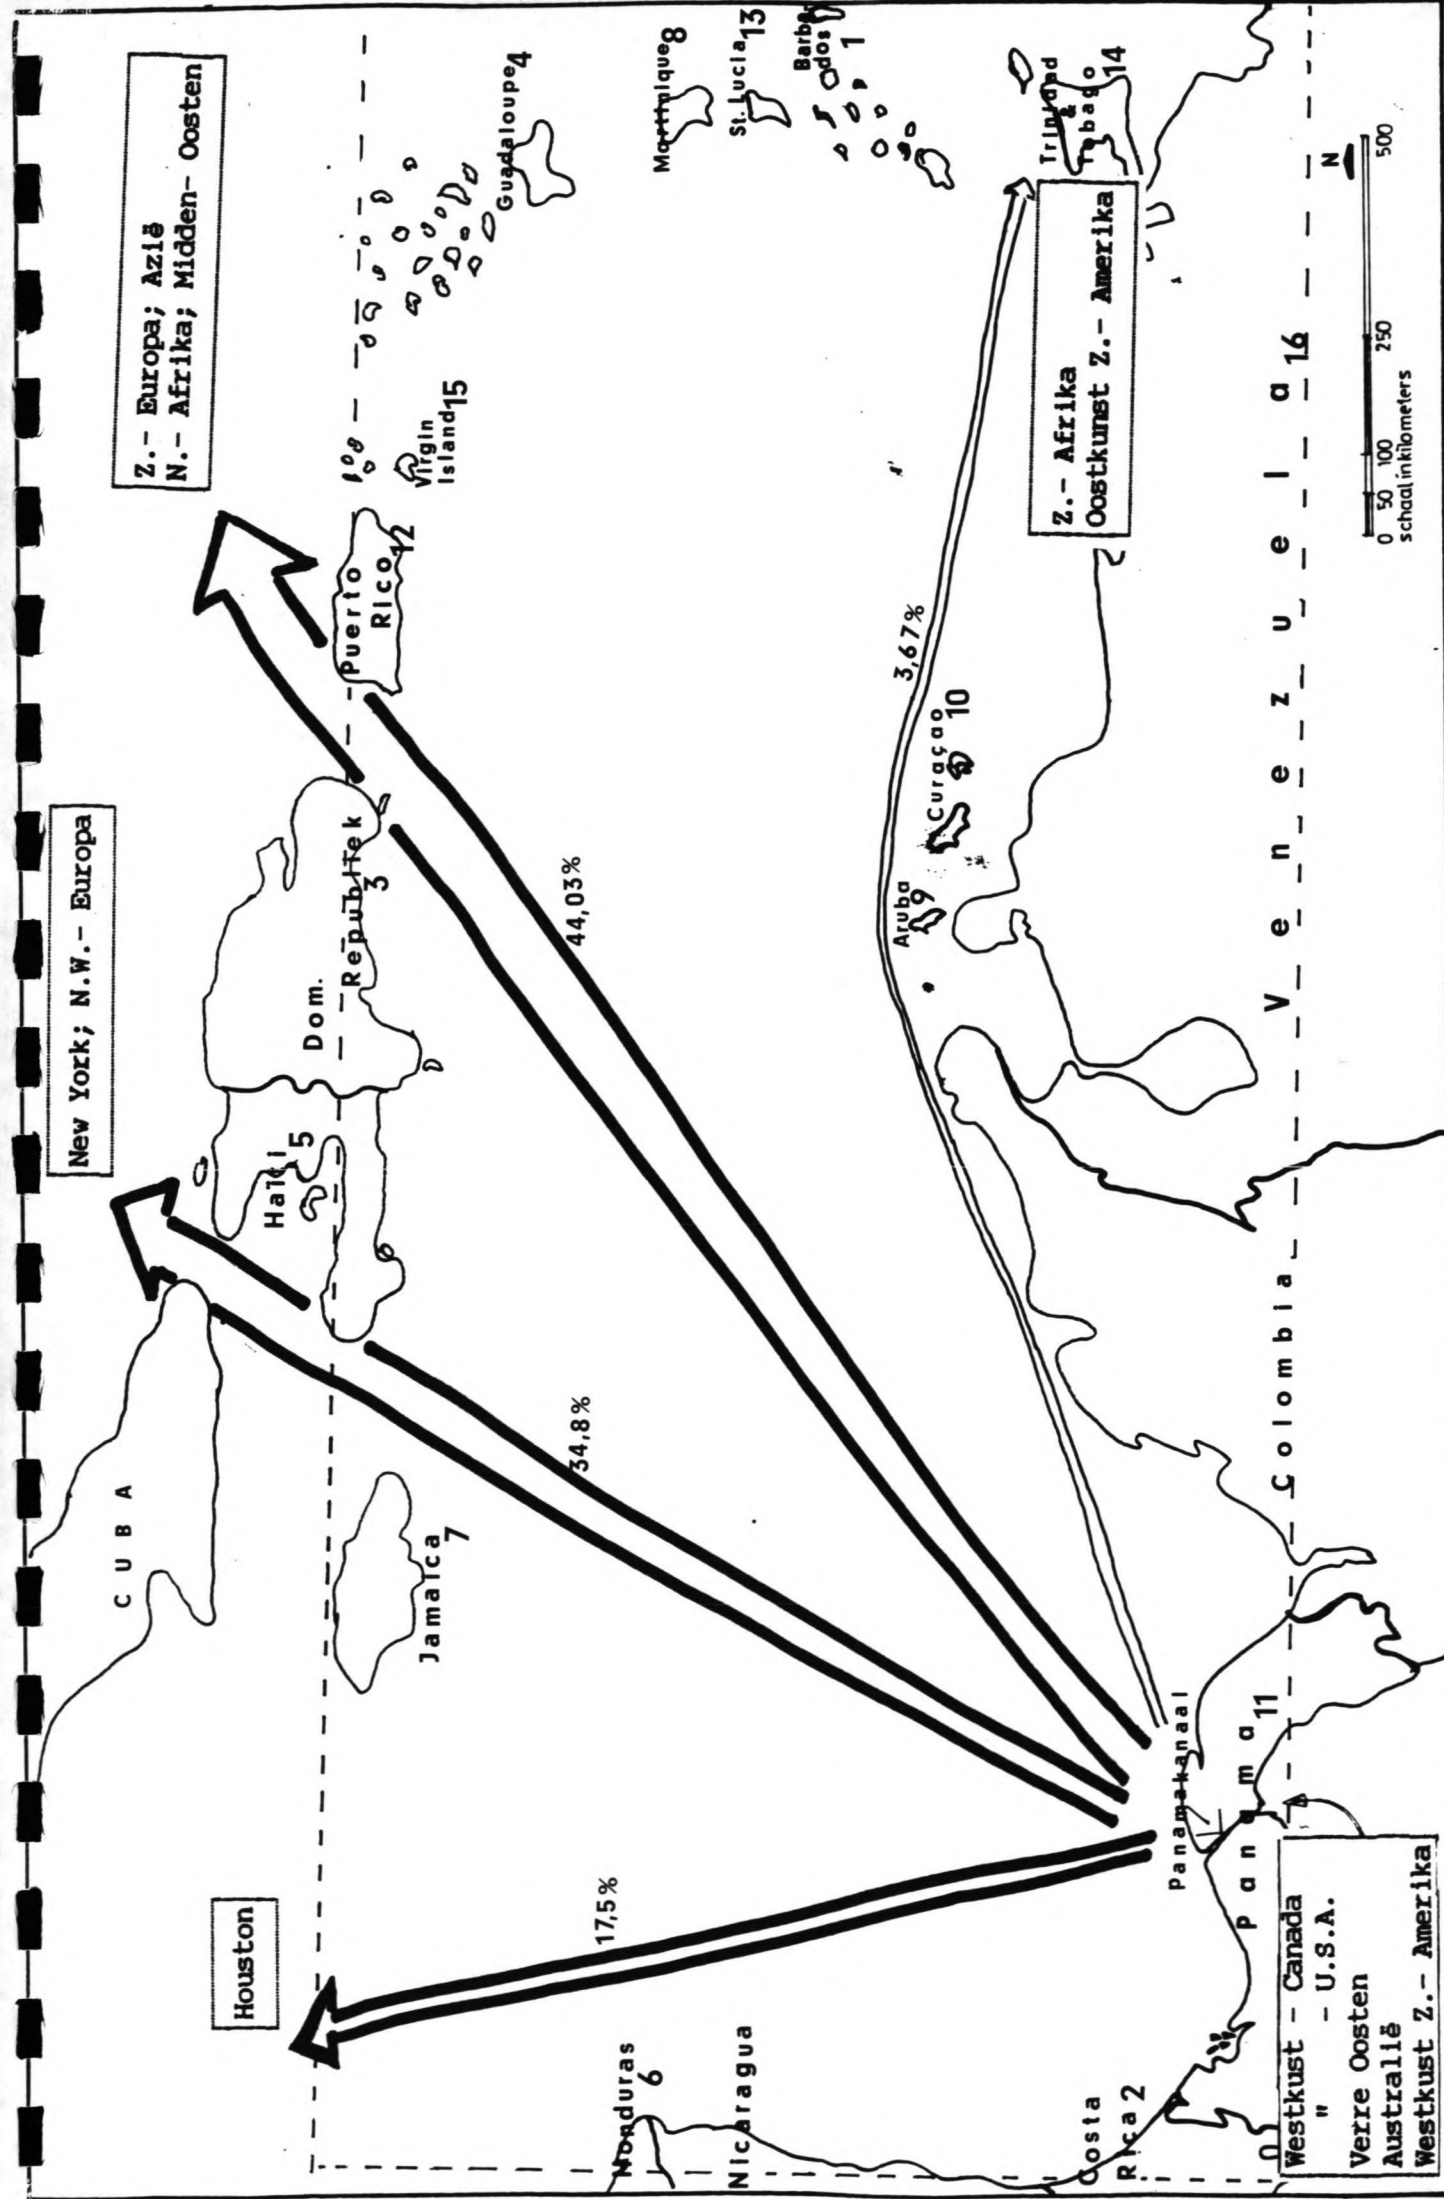 New York; N.W.- Europa
Z.- Europa; Azië
N.- Afrika; Midden- Oosten
Houston
CUBA
Haïti
5
Dom.
Republiek
3
Puerto
Rico 12
Virgin
Island 15
Guadaloupe 4
Martinique 8
St. Lucia 13
Barba
dos
1
Jamaica
7
34,8%
44,03%
17,5%
3,67%
Honduras
6
Nicaragua
Costa
Rica 2
Aruba
9
Curaçao
10
Trinidad
&
Tobago
14
Z.- Afrika
Oostkunst Z.- Amerika
Panamakanaal
Panama 11
Colombia
Venezuela 16
N
0 50 100 250 500
schaal in kilometers
Westkust - Canada
" - U.S.A.
Verre Oosten
Australië
Westkust Z.- Amerika